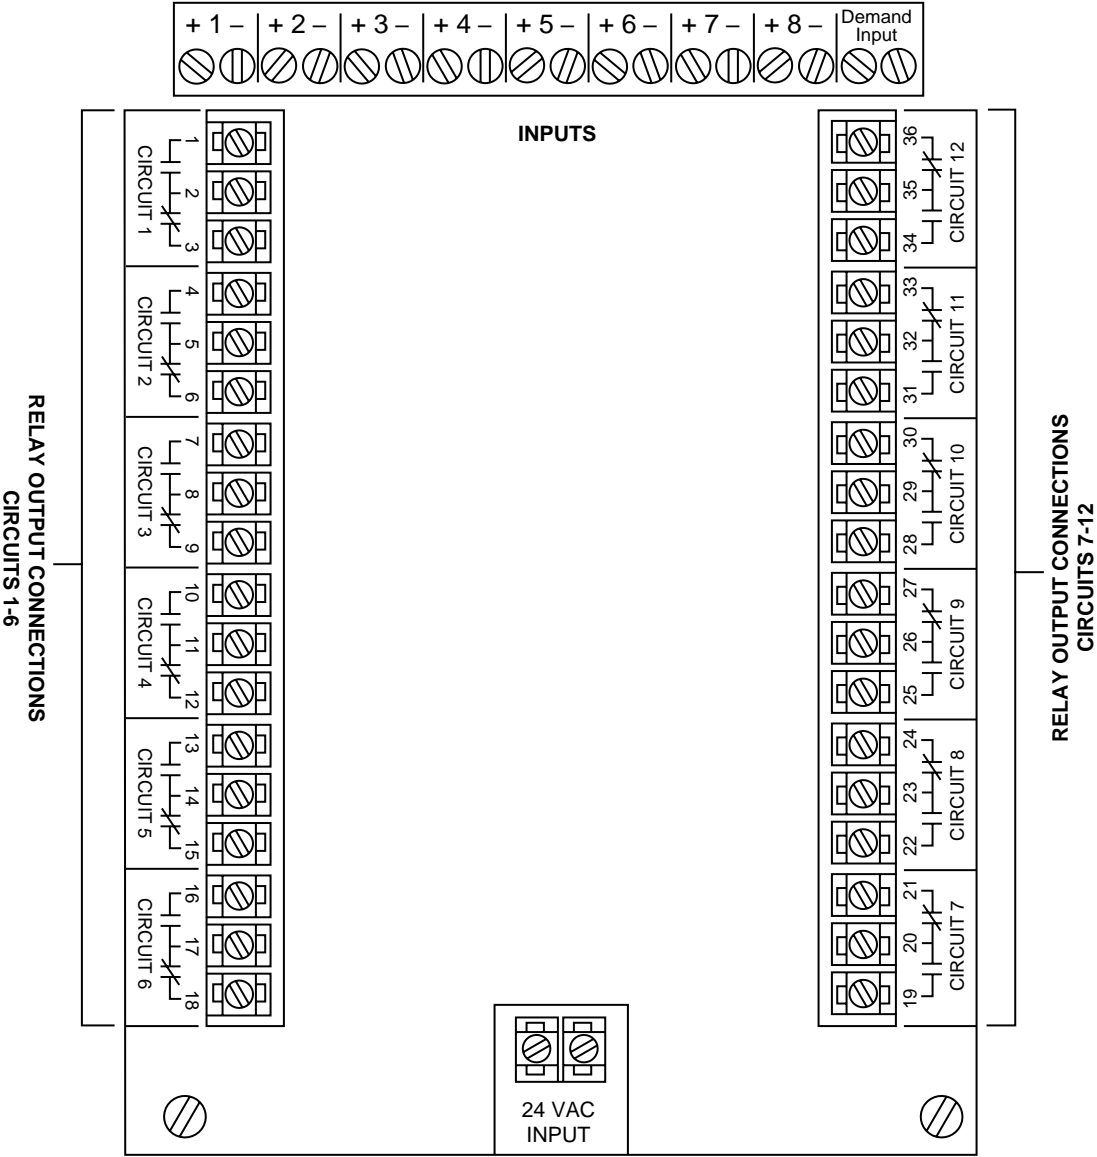 + 1 – + 2 – + 3 – + 4 – + 5 – + 6 – + 7 – + 8 – Demand Input
INPUTS
RELAY OUTPUT CONNECTIONS
CIRCUITS 1-6
CIRCUIT 1
1
2
3
CIRCUIT 2
4
5
6
CIRCUIT 3
7
8
9
CIRCUIT 4
10
11
12
CIRCUIT 5
13
14
15
CIRCUIT 6
16
17
18
36
35
34
CIRCUIT 12
33
32
31
CIRCUIT 11
30
29
28
CIRCUIT 10
27
26
25
CIRCUIT 9
24
23
22
CIRCUIT 8
21
20
19
CIRCUIT 7
RELAY OUTPUT CONNECTIONS
CIRCUITS 7-12
24 VAC
INPUT